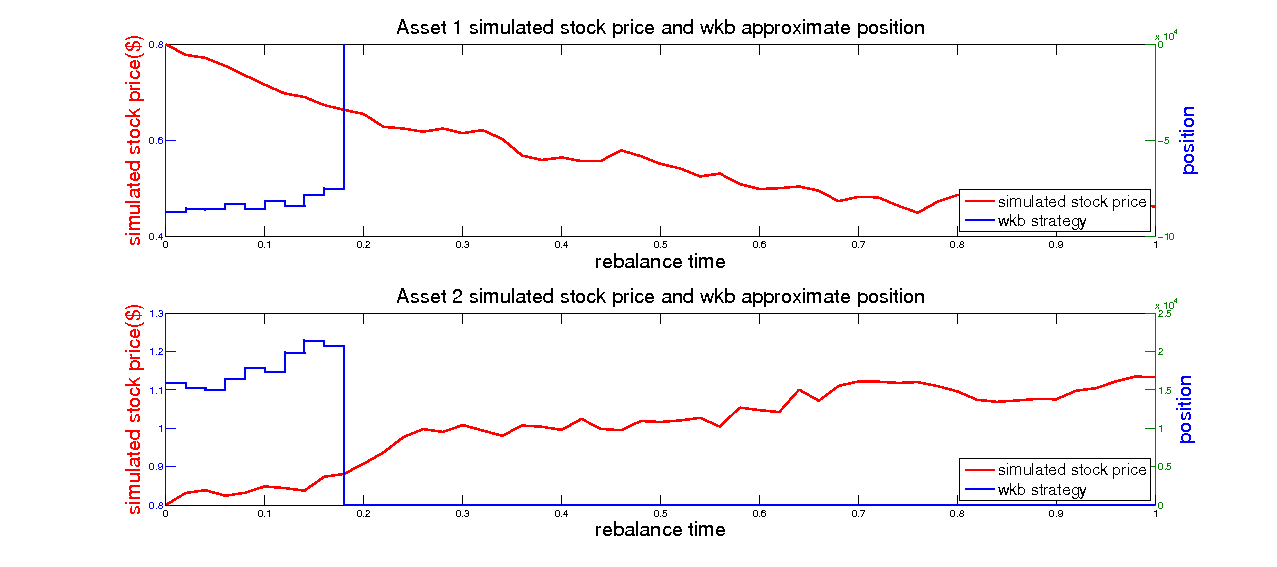 Asset 1 simulated stock price and wkb approximate position
x 10^4
simulated stock price($)
0.8
0.6
0.4
0
-5
-10
position
simulated stock price
wkb strategy
0 0.1 0.2 0.3 0.4 0.5 0.6 0.7 0.8 0.9 1
rebalance time
Asset 2 simulated stock price and wkb approximate position
x 10^4
simulated stock price($)
1.3
1.2
1.1
1
0.9
0.8
2.5
2
1.5
1
0.5
0
position
simulated stock price
wkb strategy
0 0.1 0.2 0.3 0.4 0.5 0.6 0.7 0.8 0.9 1
rebalance time